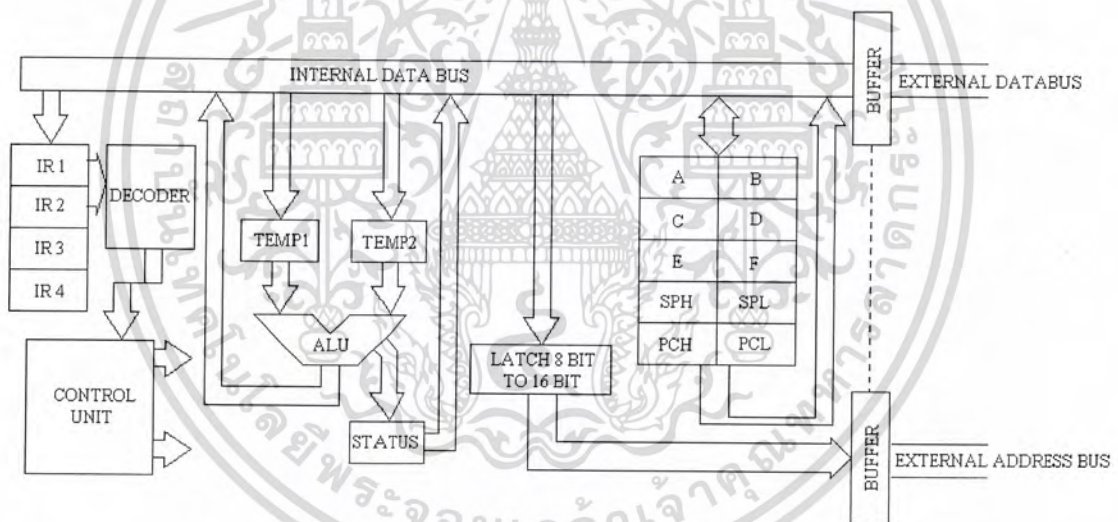 INTERNAL DATA BUS
BUFFER
EXTERNAL DATABUS
IR 1
IR 2
IR 3
IR 4
DECODER
TEMP1
TEMP2
ALU
STATUS
CONTROL
UNIT
LATCH 8 BIT
TO 16 BIT
A
B
C
D
E
F
SPH
SPL
PCH
PCL
BUFFER
EXTERNAL ADDRESS BUS